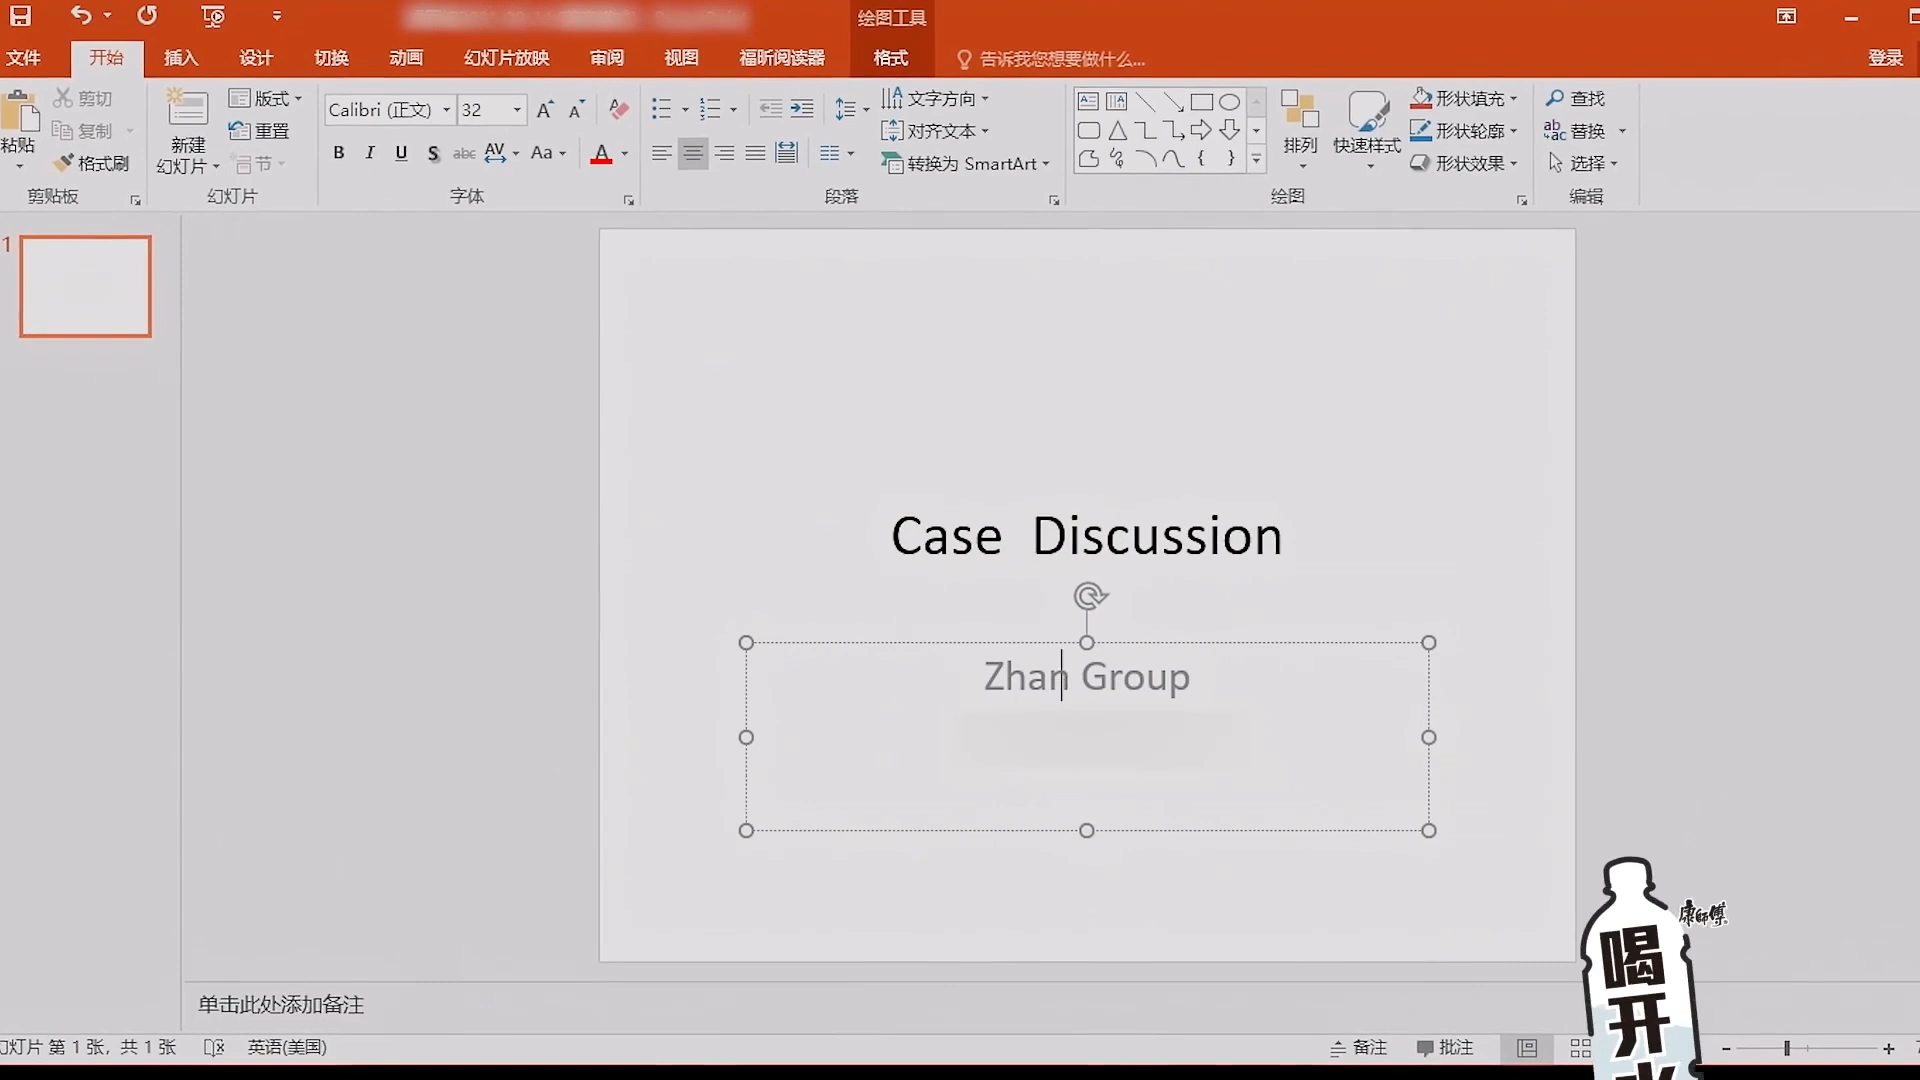 绘图工具
文件 开始 插入 设计 切换 动画 幻灯片放映 审阅 视图 福昕阅读器 格式 告诉我您想要做什么... 登录
粘贴 剪切 复制 格式刷
剪贴板
新建
幻灯片 版式 重置 节
幻灯片
Calibri (正文) 32
B I U S abc AV Aa A
字体
文字方向
对齐文本
转换为 SmartArt
段落
排列 快速样式
形状填充
形状轮廓
形状效果
绘图
查找
替换
选择
编辑
1
Case Discussion
Zhan Group
单击此处添加备注
灯片 第 1 张，共 1 张 英语(美国) 备注 批注
康師傅
喝
开
水